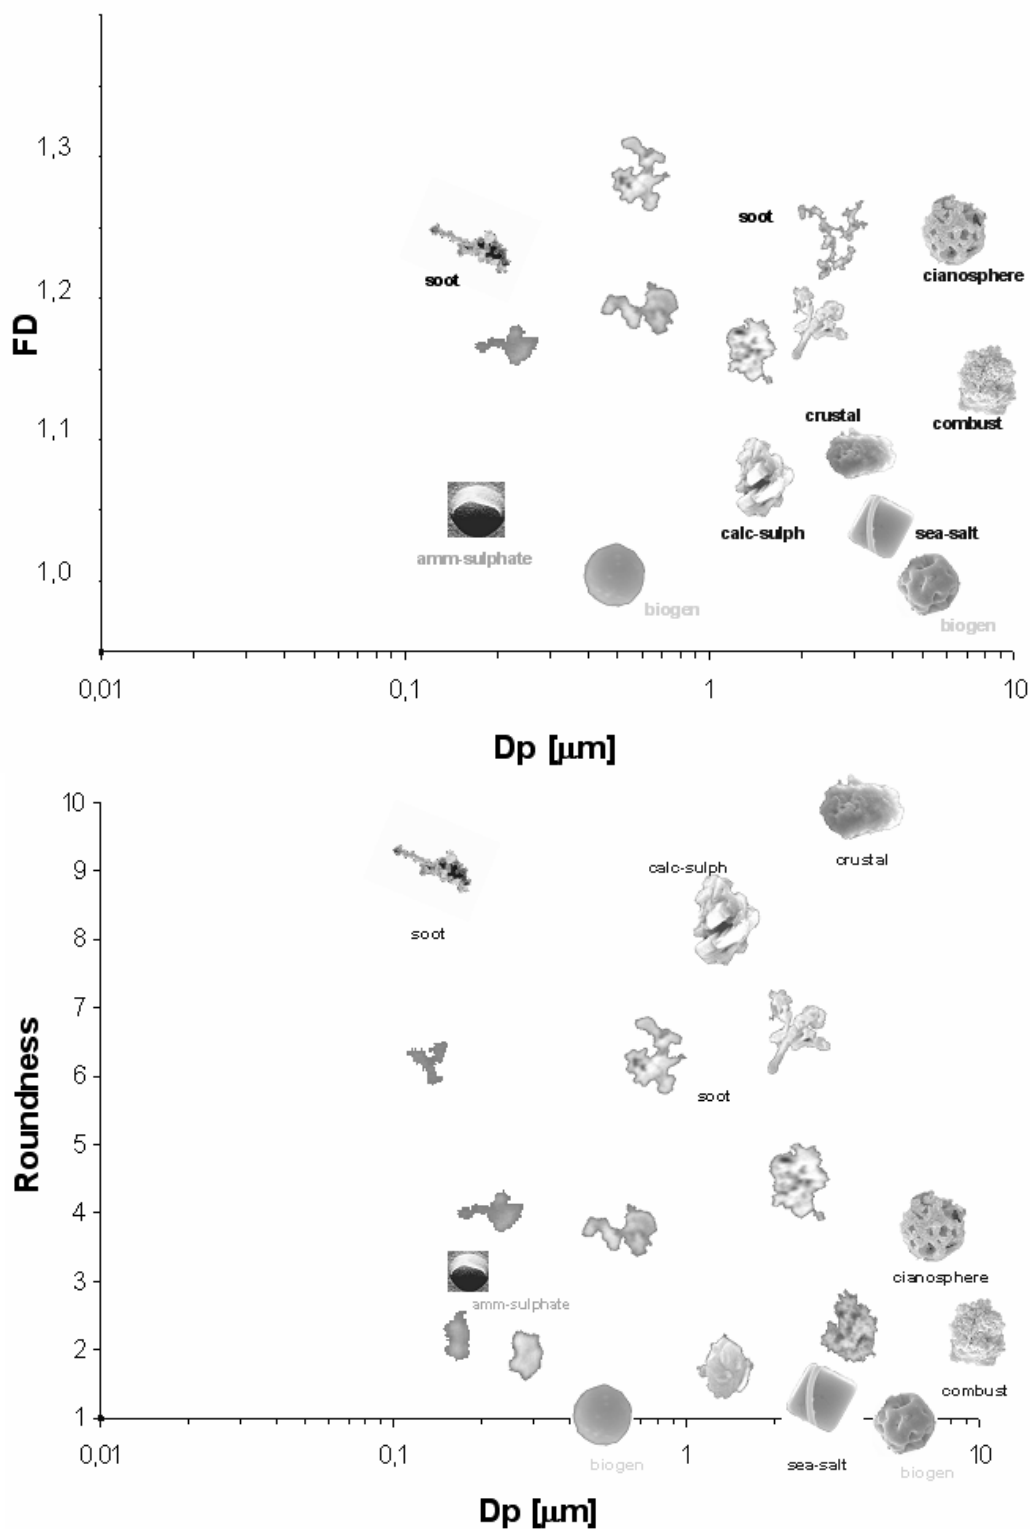 1,3
soot
cianosphere
soot
1,2
FD
crustal
combust
1,1
calc-sulph
sea-salt
amm-sulphate
1,0
biogen
biogen
0,01
0,1
1
10
Dp [μm]
10
crustal
calc-sulph
9
soot
8
7
Roundness
6
soot
5
4
cianosphere
3
amm-sulphate
2
combust
1
0,01
0,1
1
10
biogen
sea-salt
biogen
Dp [μm]